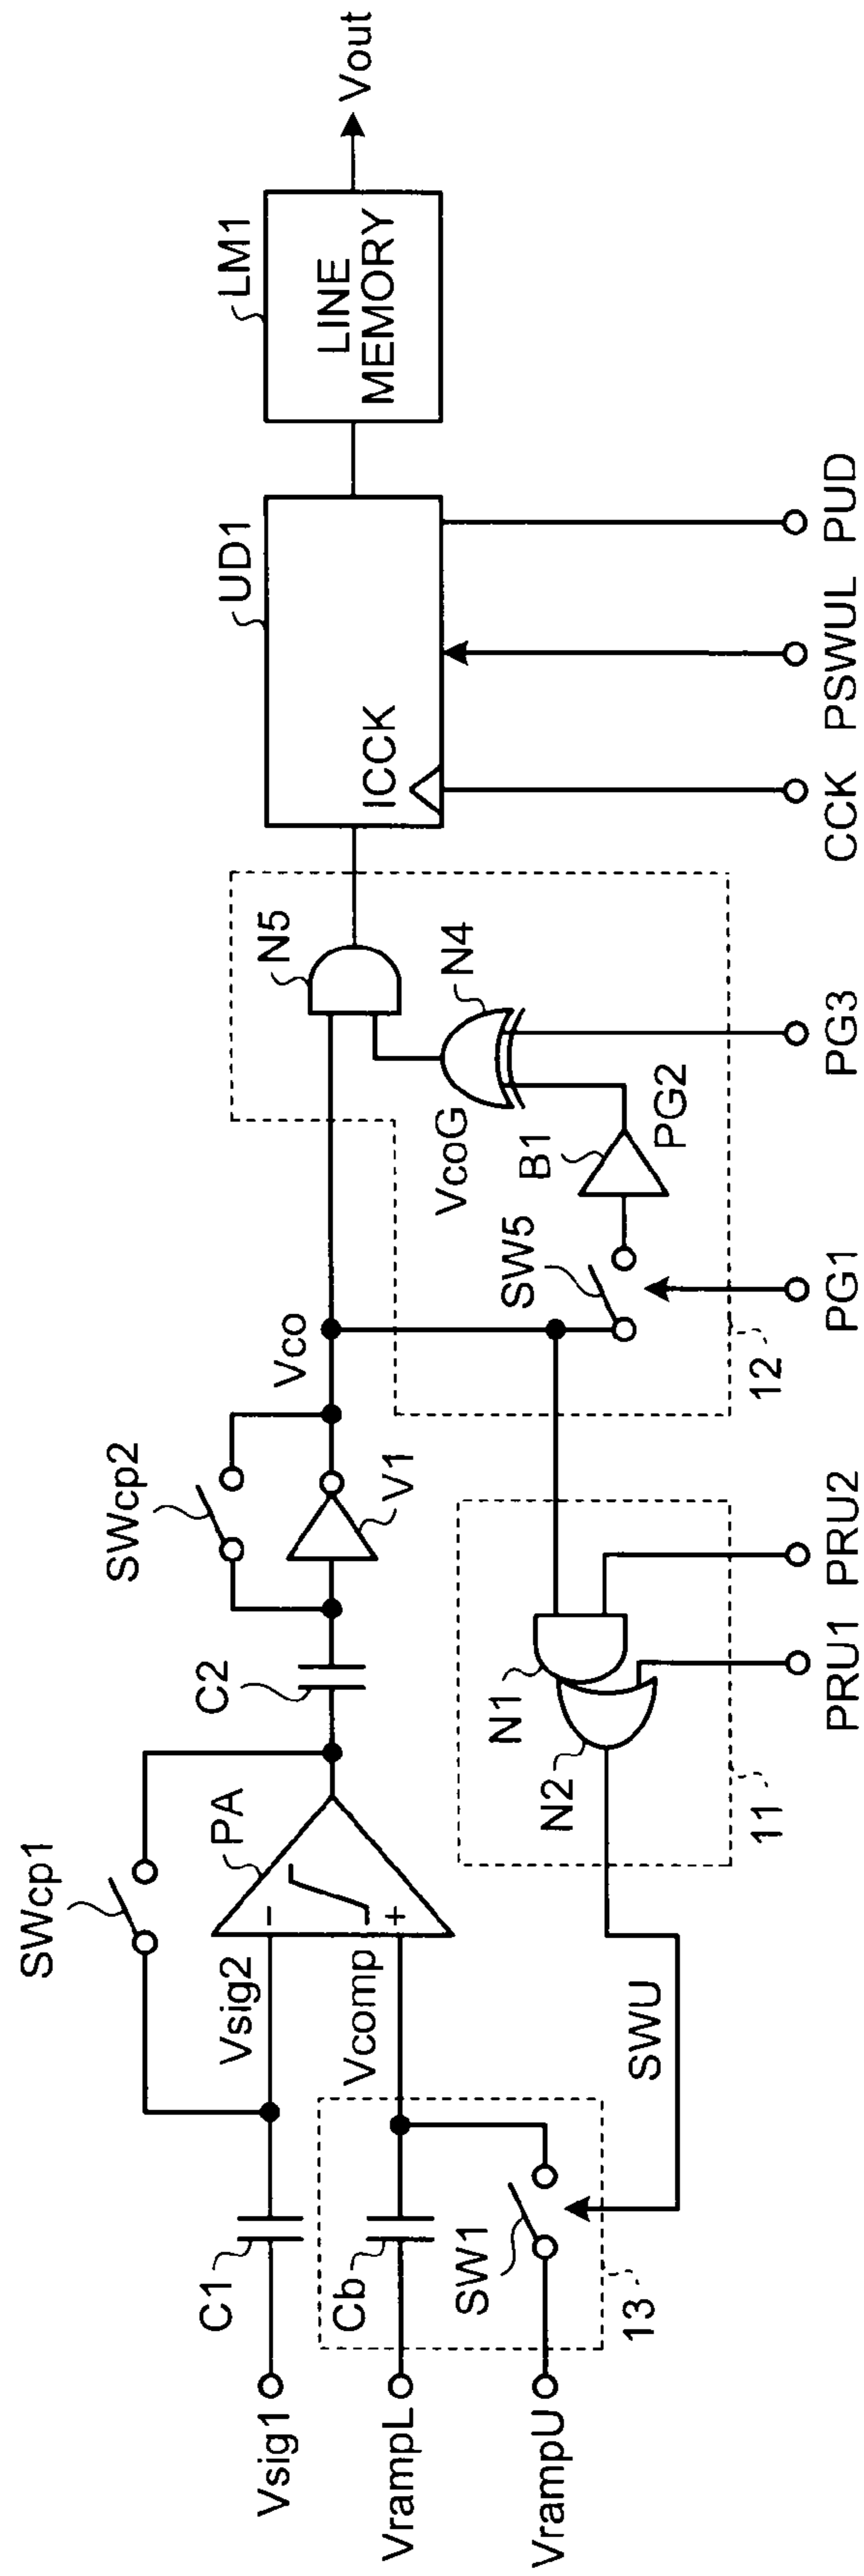 Vsig1
C1
Vsig2
SWcp1
PA
−
+
Vcomp
VrampL
Cb
VrampU
SW1
13
SWU
C2
SWcp2
V1
Vco
N1
N2
11
PRU1
PRU2
SW5
B1
PG2
VcoG
N4
N5
12
PG1
PG3
UD1
ICCK
CCK
PSWUL
PUD
LM1
LINE
MEMORY
Vout